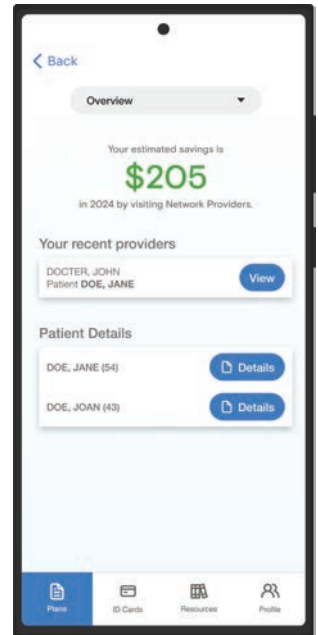 Back
Overview
Your estimated savings is
$205
in 2024 by visiting Network Providers.
Your recent providers
DOCTER, JOHN
Patient DOE, JANE
View
Patient Details
DOE, JANE (54)
Details
DOE, JOAN (43)
Details
Plans
ID Cards
Resources
Profile